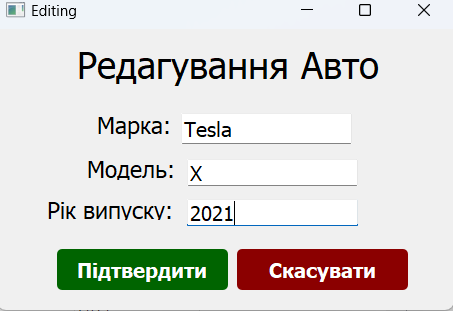 Editing
Редагування Авто
Марка: Tesla
Модель: X
Рік випуску: 2021
Підтвердити Скасувати